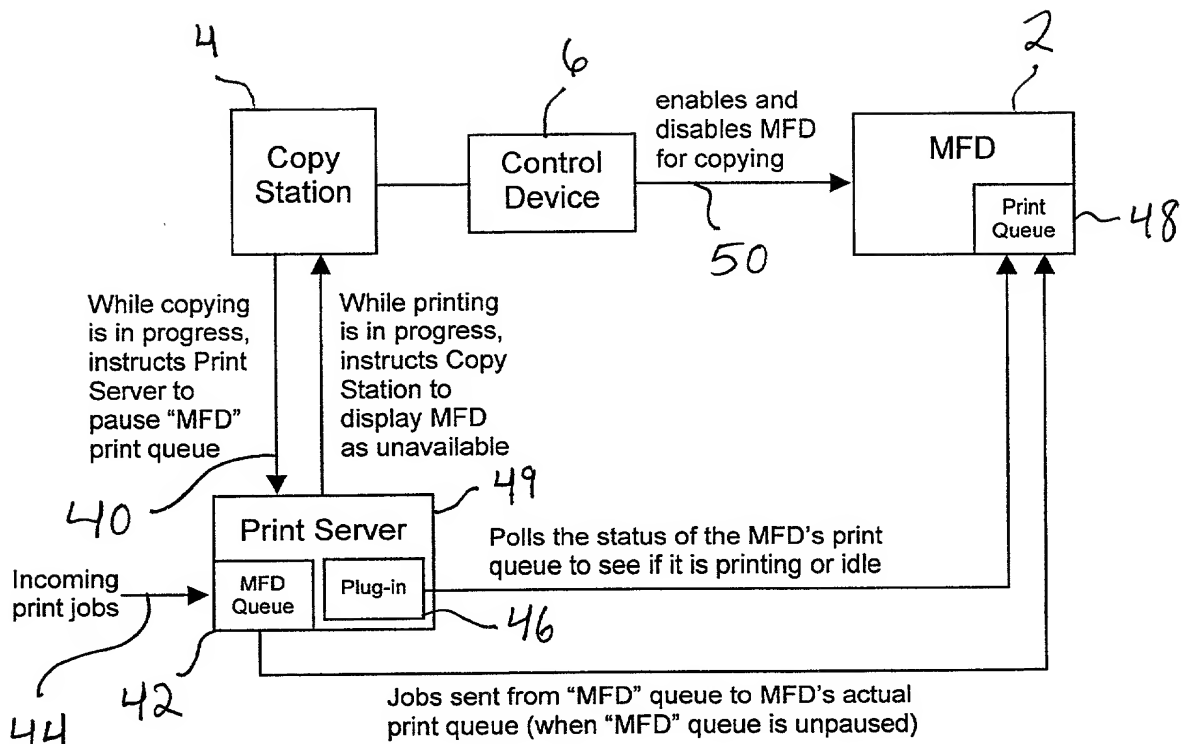 4
6
2
Copy
Station
Control
Device
enables and
disables MFD
for copying
MFD
Print
Queue
48
50
While copying
is in progress,
instructs Print
Server to
pause “MFD”
print queue
While printing
is in progress,
instructs Copy
Station to
display MFD
as unavailable
40
49
Print Server
MFD
Queue
Plug-in
46
Polls the status of the MFD’s print
queue to see if it is printing or idle
Incoming
print jobs
42
44
Jobs sent from “MFD” queue to MFD’s actual
print queue (when “MFD” queue is unpaused)